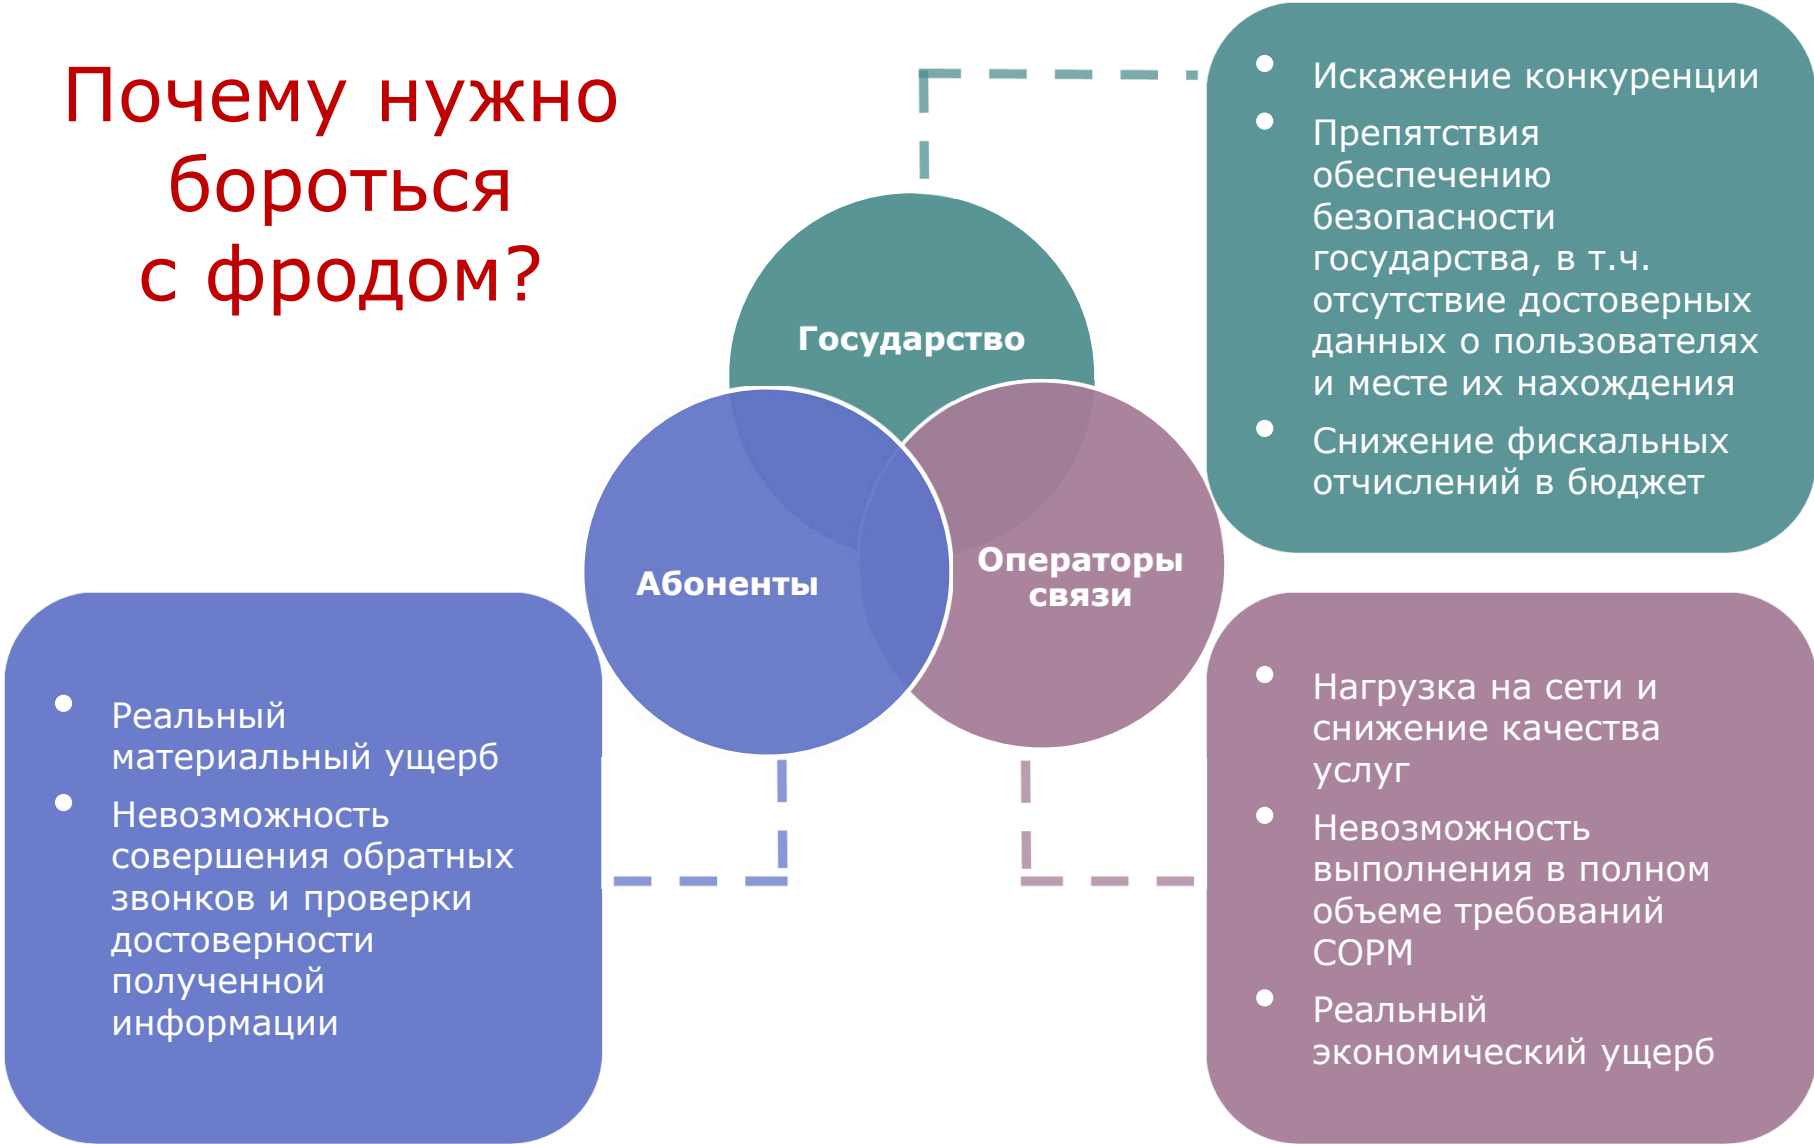 Почему нужно
бороться
с фродом?
• Искажение конкуренции
• Препятствия
обеспечению
безопасности
государства, в т.ч.
отсутствие достоверных
данных о пользователях
и месте их нахождения
• Снижение фискальных
отчислений в бюджет
Государство
Абоненты
Операторы
связи
• Реальный
материальный ущерб
• Невозможность
совершения обратных
звонков и проверки
достоверности
полученной
информации
• Нагрузка на сети и
снижение качества
услуг
• Невозможность
выполнения в полном
объеме требований
СОРМ
• Реальный
экономический ущерб